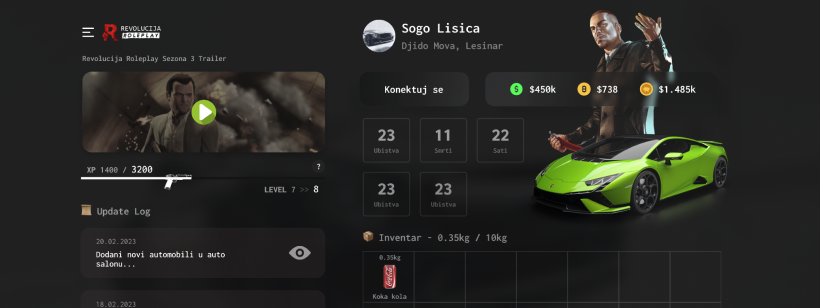 REVOLUCIJA
ROLEPLAY
Revolucija Roleplay Sezona 3 Trailer
XP 1400 / 3200
?
LEVEL 7 >> 8
Update Log
20.02.2023
Dodani novi automobili u auto
salonu...
18.02.2023
Sogo Lisica
Djido Mova, Lesinar
Konektuj se
$450k
$738
$1.485k
23
Ubistva
11
Smrti
22
Sati
23
Ubistva
23
Ubistva
Inventar - 0.35kg / 10kg
0.35kg
Koka kola